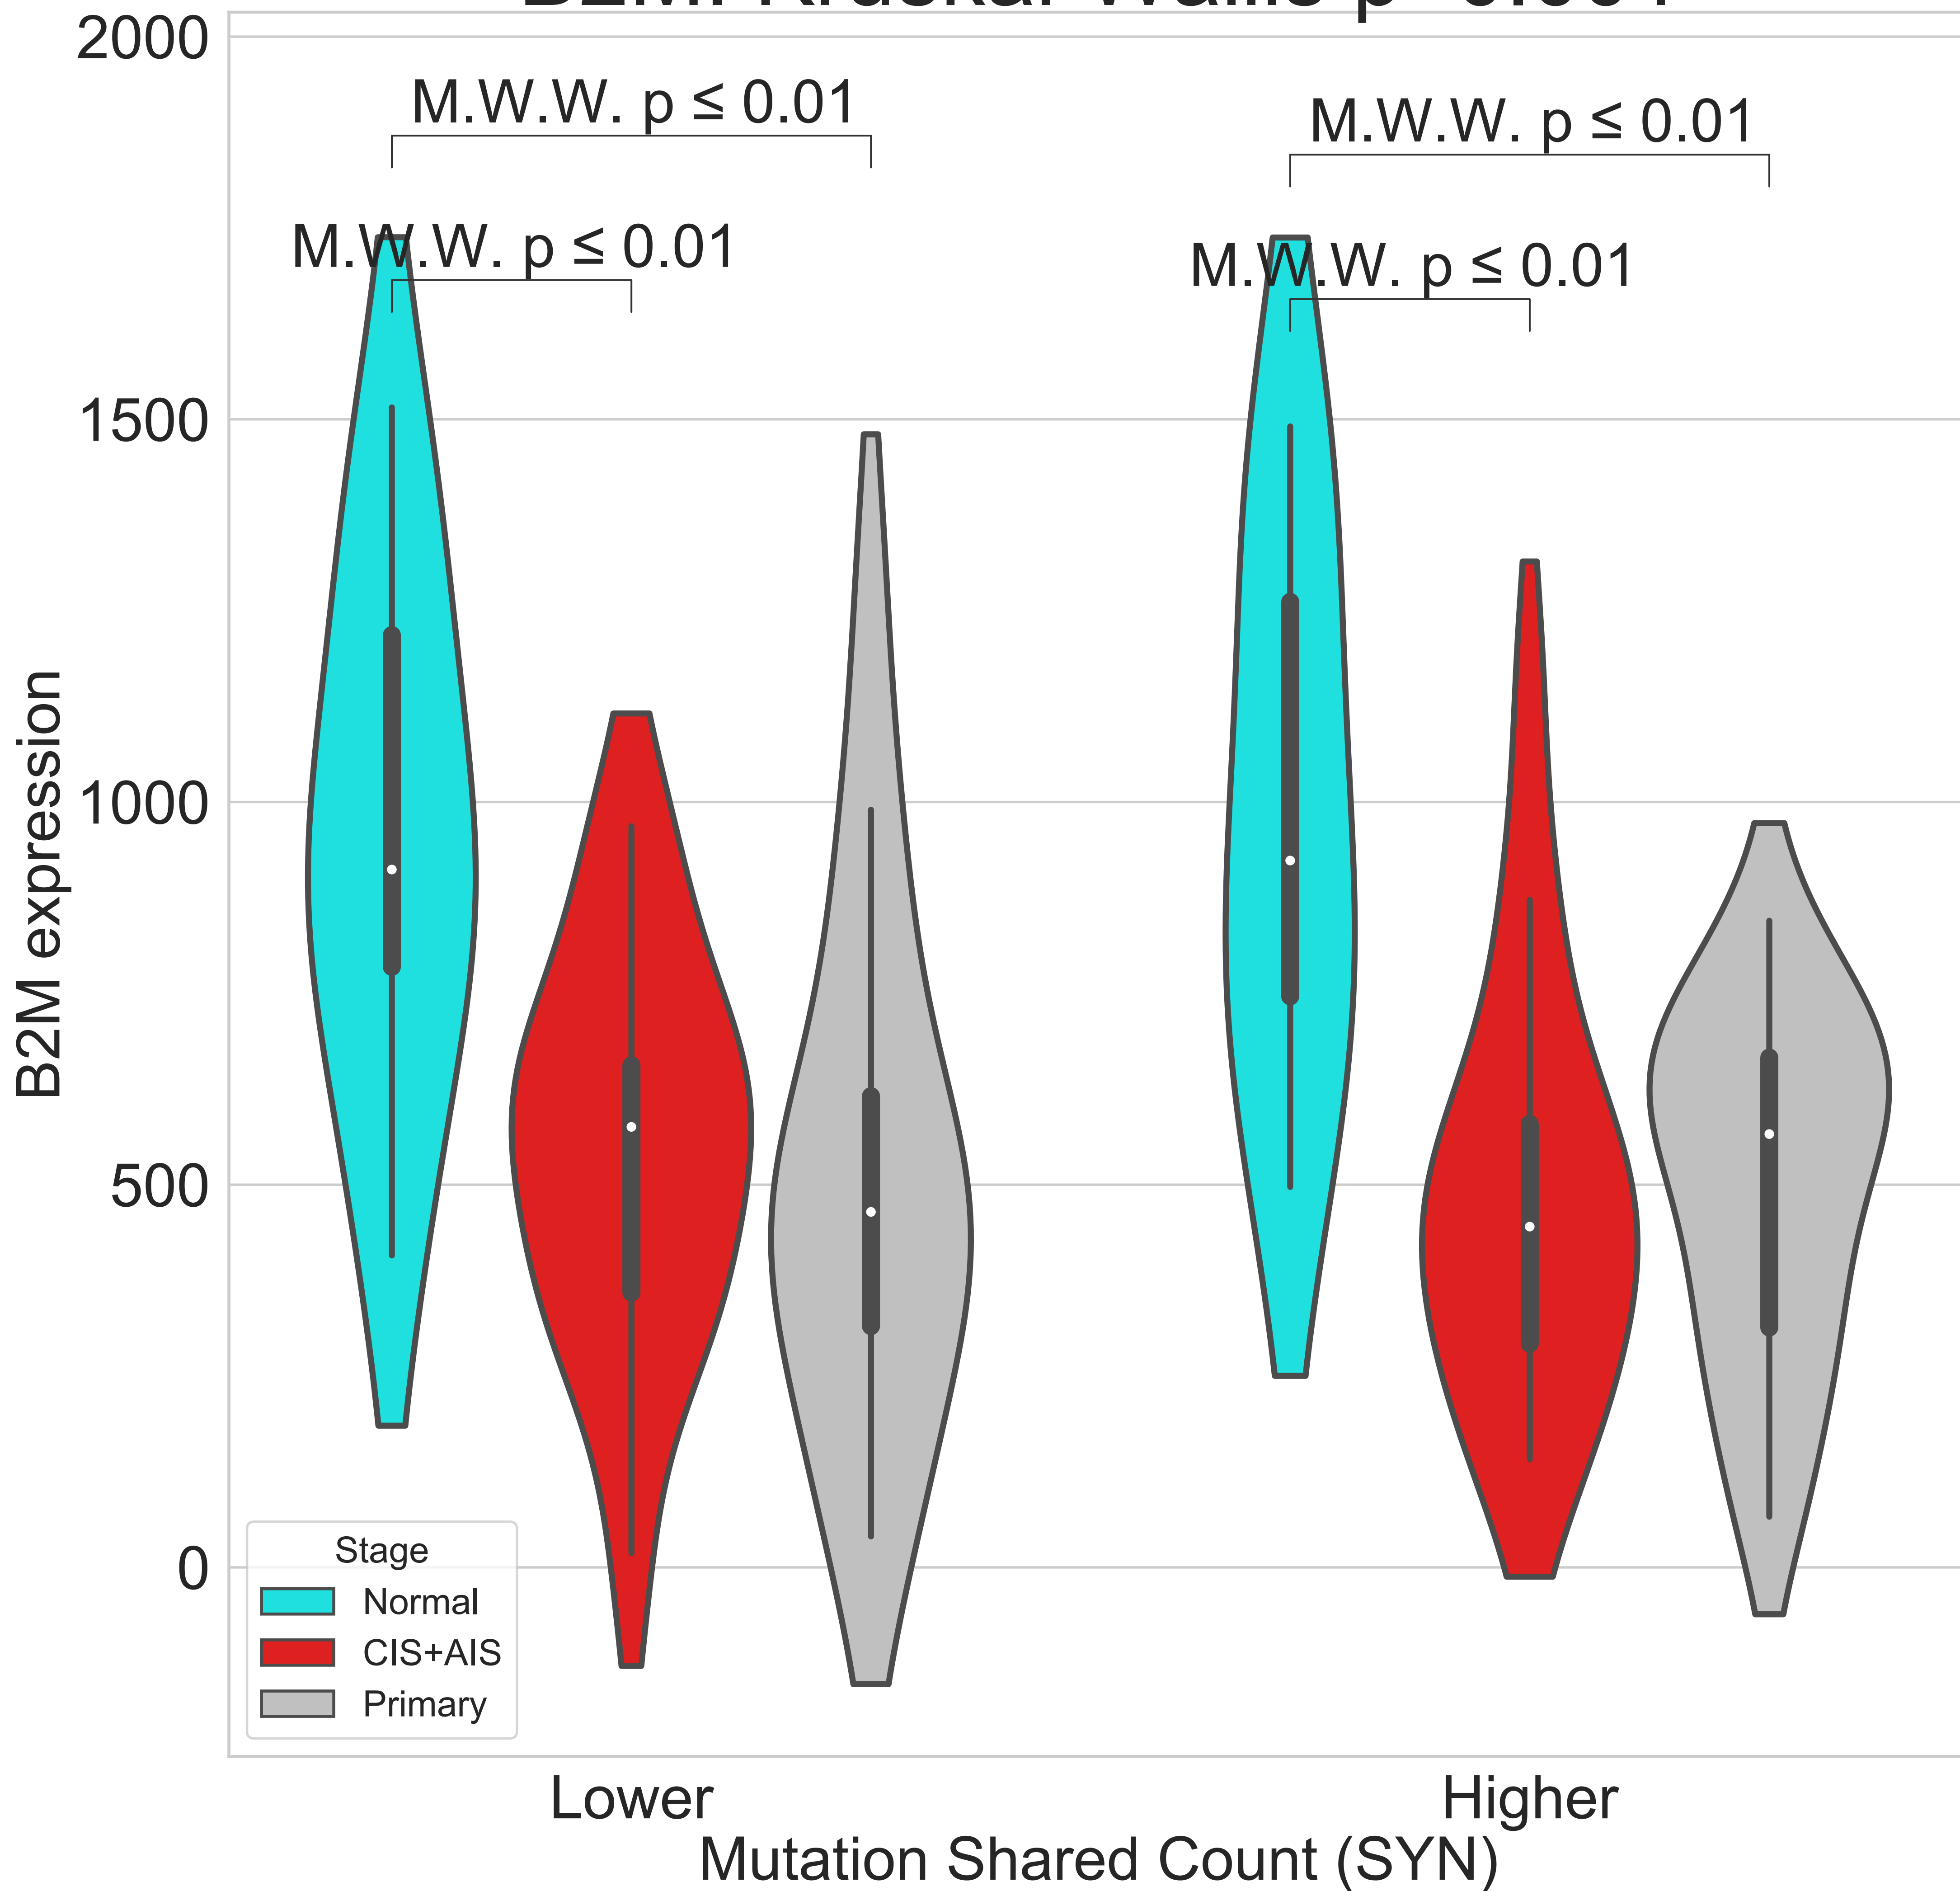 2000
M.W.W. p ≤ 0.01
M.W.W. p ≤ 0.01
M.W.W. p ≤ 0.01
M.W.W. p ≤ 0.01
1500
1000
500
0
B2M expression
Stage
Normal
CIS+AIS
Primary
Lower
Higher
Mutation Shared Count (SYN)